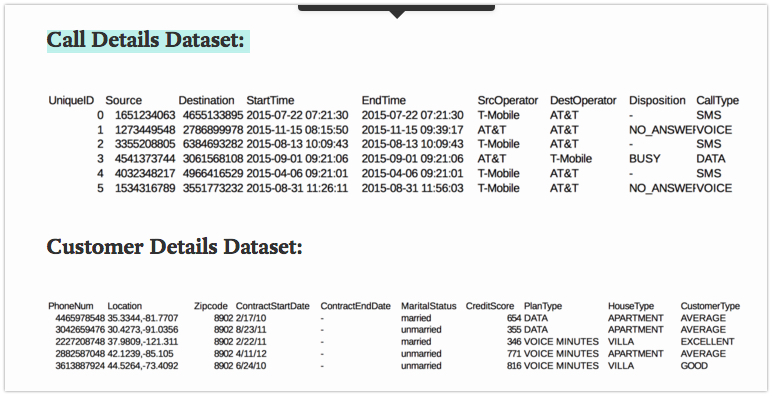 Call Details Dataset:
UniqueID Source Destination StartTime EndTime SrcOperator DestOperator Disposition CallType
0 1651234063 4655133895 2015-07-22 07:21:30 2015-07-22 07:21:30 T-Mobile AT&T - SMS
1 1273449548 2786899978 2015-11-15 08:15:50 2015-11-15 09:39:17 AT&T AT&T NO_ANSWER VOICE
2 3355208805 6384693282 2015-08-13 10:09:43 2015-08-13 10:09:43 T-Mobile AT&T - SMS
3 4541373744 3061568108 2015-09-01 09:21:06 2015-09-01 09:21:06 AT&T T-Mobile BUSY DATA
4 4032348217 4966416529 2015-04-06 09:21:01 2015-04-06 09:21:01 T-Mobile AT&T - SMS
5 1534316789 3551773232 2015-08-31 11:26:11 2015-08-31 11:56:03 T-Mobile AT&T NO_ANSWER VOICE
Customer Details Dataset:
PhoneNum Location Zipcode ContractStartDate ContractEndDate MaritalStatus CreditScore PlanType HouseType CustomerType
4465978548 35.3344,-81.7707 8902 2/17/10 - married 654 DATA APARTMENT AVERAGE
3042659476 30.4273,-91.0356 8902 8/23/11 - unmarried 355 DATA APARTMENT AVERAGE
2227208748 37.9809,-121.311 8902 2/22/11 - married 346 VOICE MINUTES VILLA EXCELLENT
2882587048 42.1239,-85.105 8902 4/11/12 - unmarried 771 VOICE MINUTES APARTMENT AVERAGE
3613887924 44.5264,-73.4092 8902 6/24/10 - unmarried 816 VOICE MINUTES VILLA GOOD